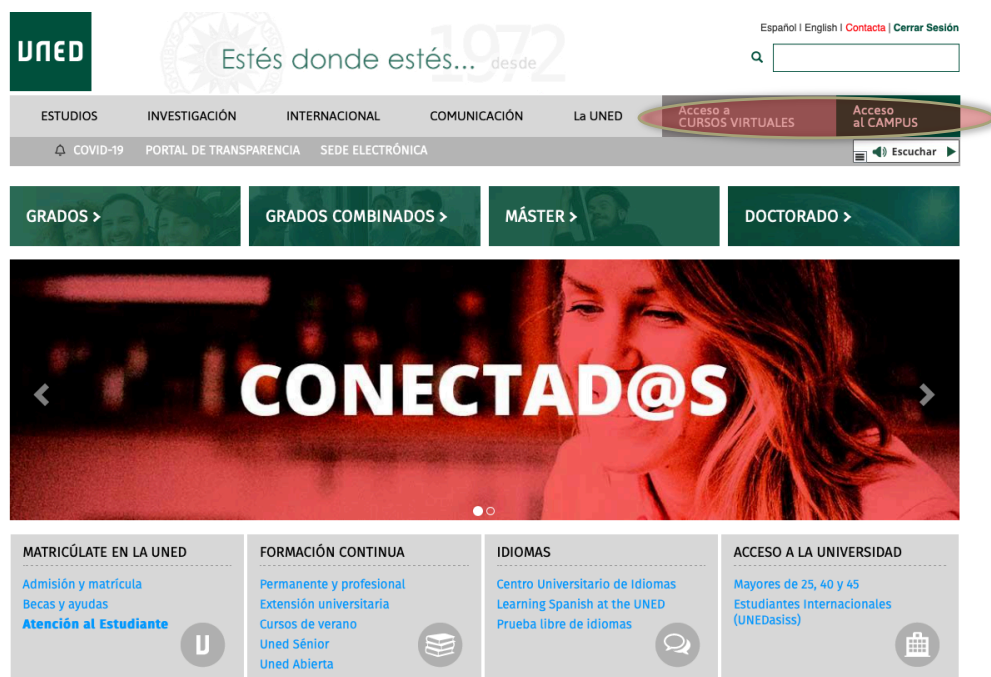 UNED
Estés donde estés... desde 1972
Español I English I Contacta | Cerrar Sesión
ESTUDIOS INVESTIGACIÓN INTERNACIONAL COMUNICACIÓN La UNED Acceso a CURSOS VIRTUALES Acceso al CAMPUS
COVID-19 PORTAL DE TRANSPARENCIA SEDE ELECTRÓNICA Escuchar
GRADOS > GRADOS COMBINADOS > MÁSTER > DOCTORADO >
CONECTAD@S
MATRICÚLATE EN LA UNED
Admisión y matrícula
Becas y ayudas
Atención al Estudiante
U
FORMACIÓN CONTINUA
Permanente y profesional
Extensión universitaria
Cursos de verano
Uned Sénior
Uned Abierta
IDIOMAS
Centro Universitario de Idiomas
Learning Spanish at the UNED
Prueba libre de idiomas
ACCESO A LA UNIVERSIDAD
Mayores de 25, 40 y 45
Estudiantes Internacionales
(UNEDasiss)